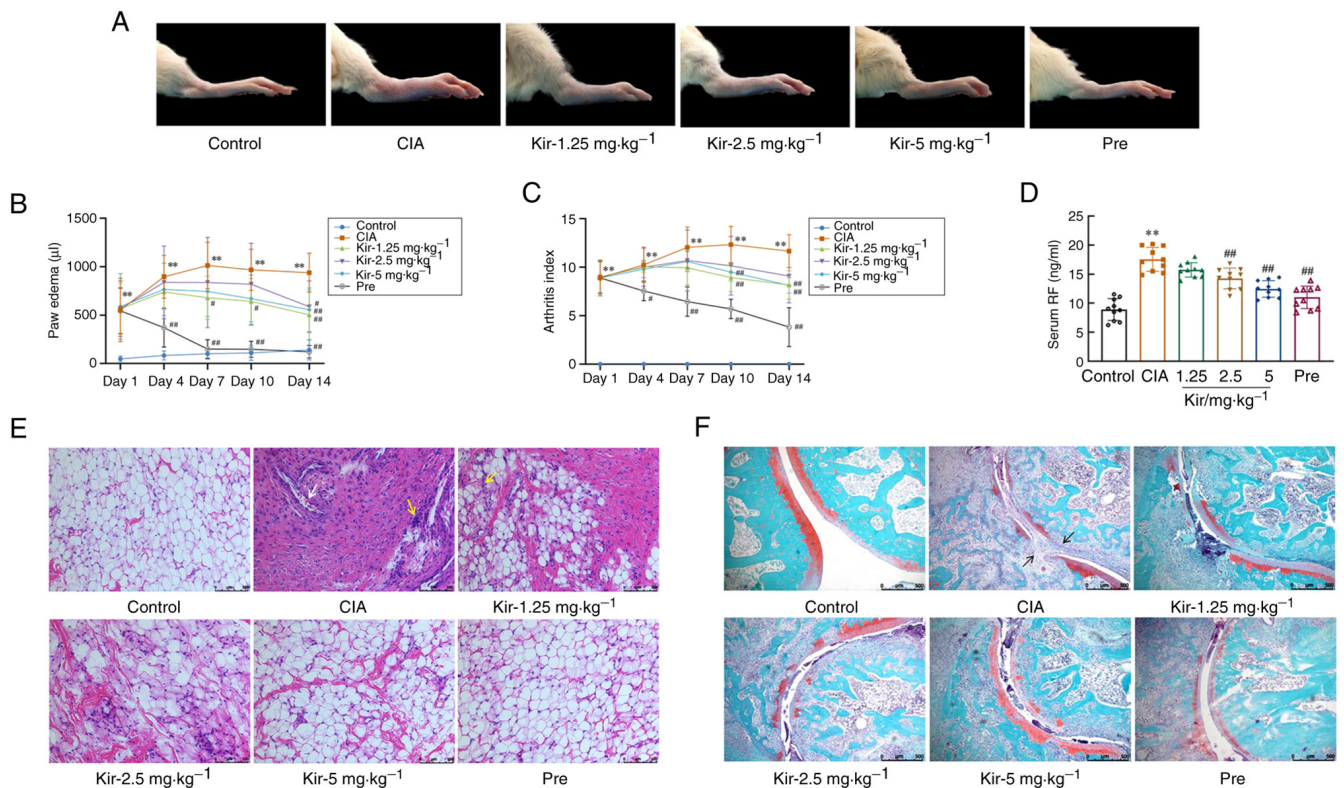 A
Control CIA Kir-1.25 mg·kg−1 Kir-2.5 mg·kg−1 Kir-5 mg·kg−1 Pre
B
Paw edema (µl)
1500
1000
500
0
** ** ** ** **
# # #
## ## ## ## ## ##
Day 1 Day 4 Day 7 Day 10 Day 14
Control
CIA
Kir-1.25 mg·kg−1
Kir-2.5 mg·kg−1
Kir-5 mg·kg−1
Pre
C
Arthritis index
15
10
5
0
** ** ** ** **
# ## ## ## ## ## ## ##
Day 1 Day 4 Day 7 Day 10 Day 14
Control
CIA
Kir-1.25 mg·kg−1
Kir-2.5 mg·kg−1
Kir-5 mg·kg−1
Pre
D
Serum RF (ng/ml)
25
20
15
10
5
0
** ## ## ##
Control CIA 1.25 2.5 5 Pre
Kir/mg·kg−1
E
Control CIA Kir-1.25 mg·kg−1
Kir-2.5 mg·kg−1 Kir-5 mg·kg−1 Pre
F
Control CIA Kir-1.25 mg·kg−1
Kir-2.5 mg·kg−1 Kir-5 mg·kg−1 Pre